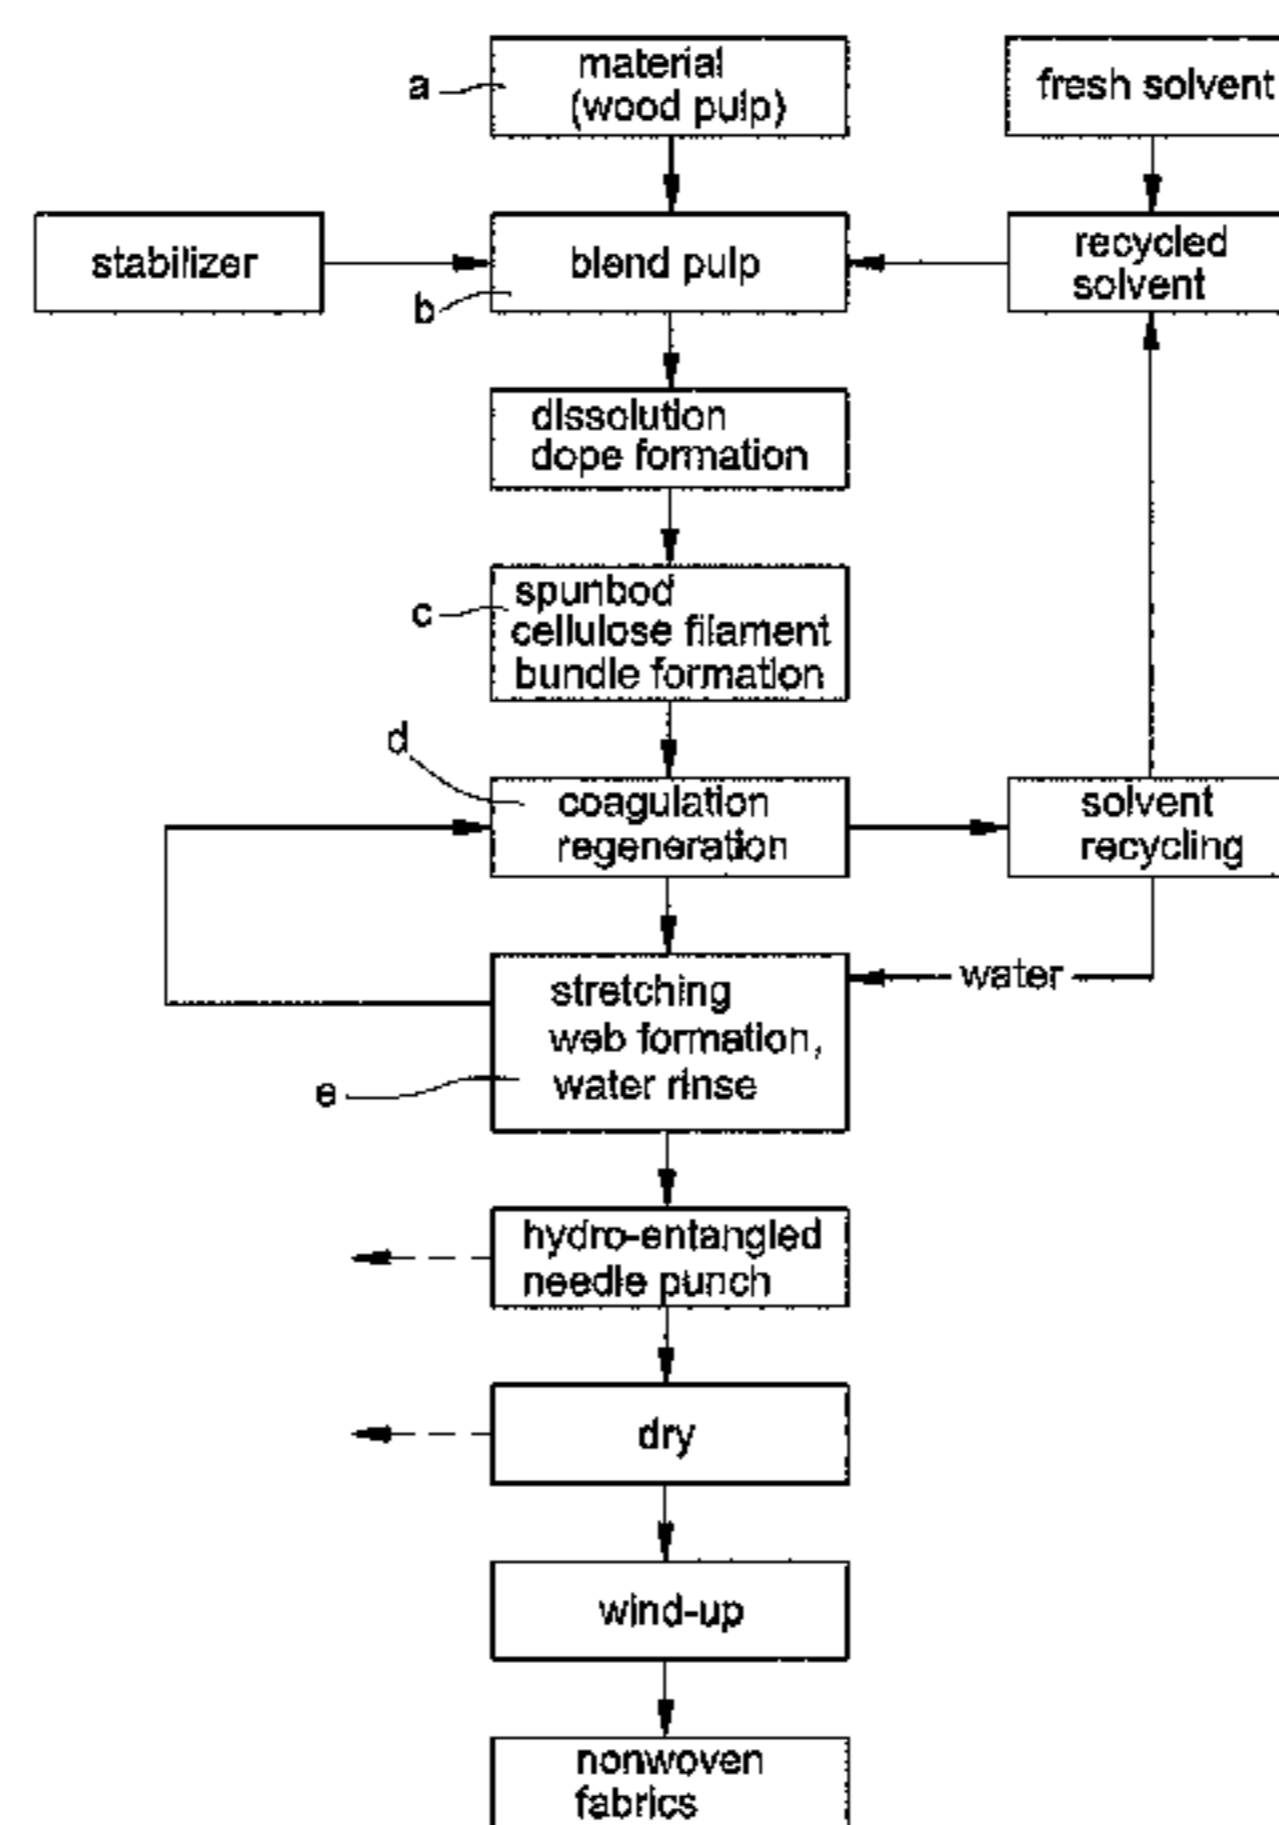 a
material
(wood pulp)
fresh solvent
stabilizer
blend pulp
b
recycled
solvent
dissolution
dope formation
c
spunbod
cellulose filament
bundle formation
d
coagulation
regeneration
solvent
recycling
stretching
web formation,
water rinse
water
e
hydro-entangled
needle punch
dry
wind-up
nonwoven
fabrics